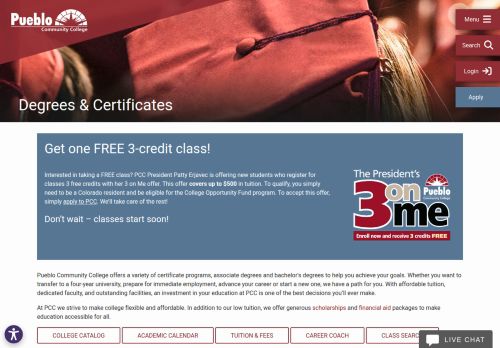 Pueblo
Community College
Menu
Search
Login
Apply
Degrees & Certificates
Get one FREE 3-credit class!
Interested in taking a FREE class? PCC President Patty Erjavec is offering new students who register for
classes 3 free credits with her 3 on Me offer. This offer covers up to $500 in tuition. To qualify, you simply
need to be a Colorado resident and be eligible for the College Opportunity Fund program. To accept this offer,
simply apply to PCC. We'll take care of the rest!
Don't wait – classes start soon!
The President's
3 on me
Pueblo
Community College
Enroll now and receive 3 credits FREE
Pueblo Community College offers a variety of certificate programs, associate degrees and bachelor's degrees to help you achieve your goals. Whether you want to
transfer to a four-year university, prepare for immediate employment, advance your career or start a new one, we have a path for you. With affordable tuition,
dedicated faculty, and outstanding facilities, an investment in your education at PCC is one of the best decisions you'll ever make.
At PCC we strive to make college flexible and affordable. In addition to our low tuition, we offer generous scholarships and financial aid packages to make
education accessible for all.
COLLEGE CATALOG
ACADEMIC CALENDAR
TUITION & FEES
CAREER COACH
CLASS SEARC
LIVE CHAT